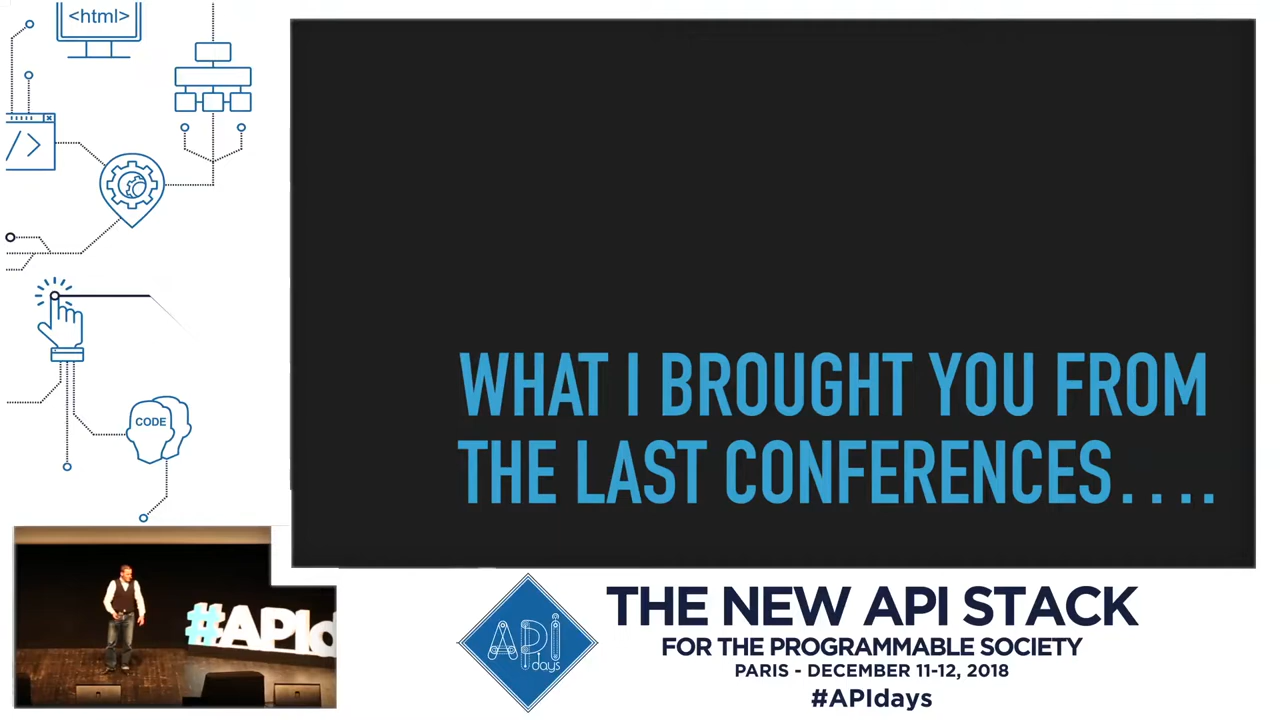 <html>
</>
CODE
WHAT I BROUGHT YOU FROM
THE LAST CONFERENCES....
#APId
API
days
THE NEW API STACK
FOR THE PROGRAMMABLE SOCIETY
PARIS - DECEMBER 11-12, 2018
#APIdays